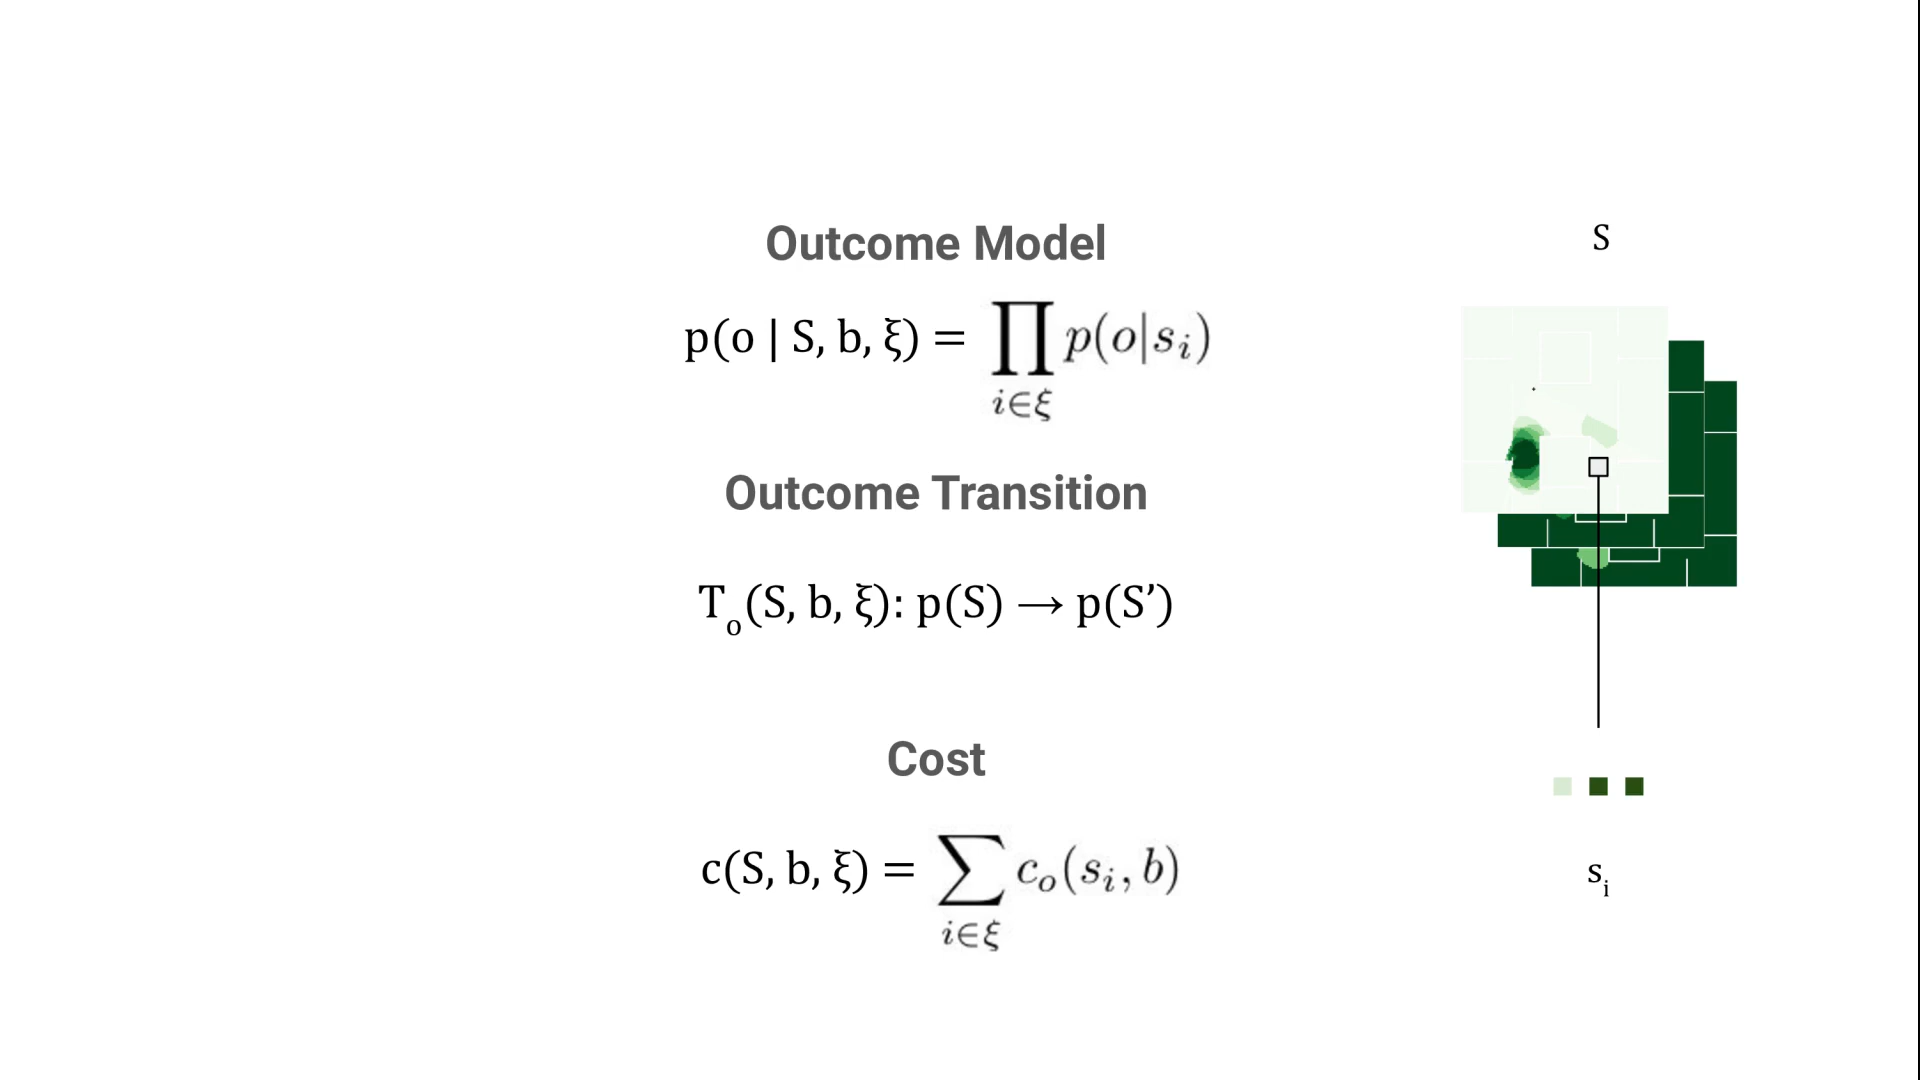 Outcome Model
p(o | S, b, ξ) = ∏ p(o|sᵢ)
i∈ξ
Outcome Transition
Tₒ(S, b, ξ): p(S) → p(S’)
Cost
c(S, b, ξ) = ∑ cₒ(sᵢ, b)
i∈ξ
S
sᵢ